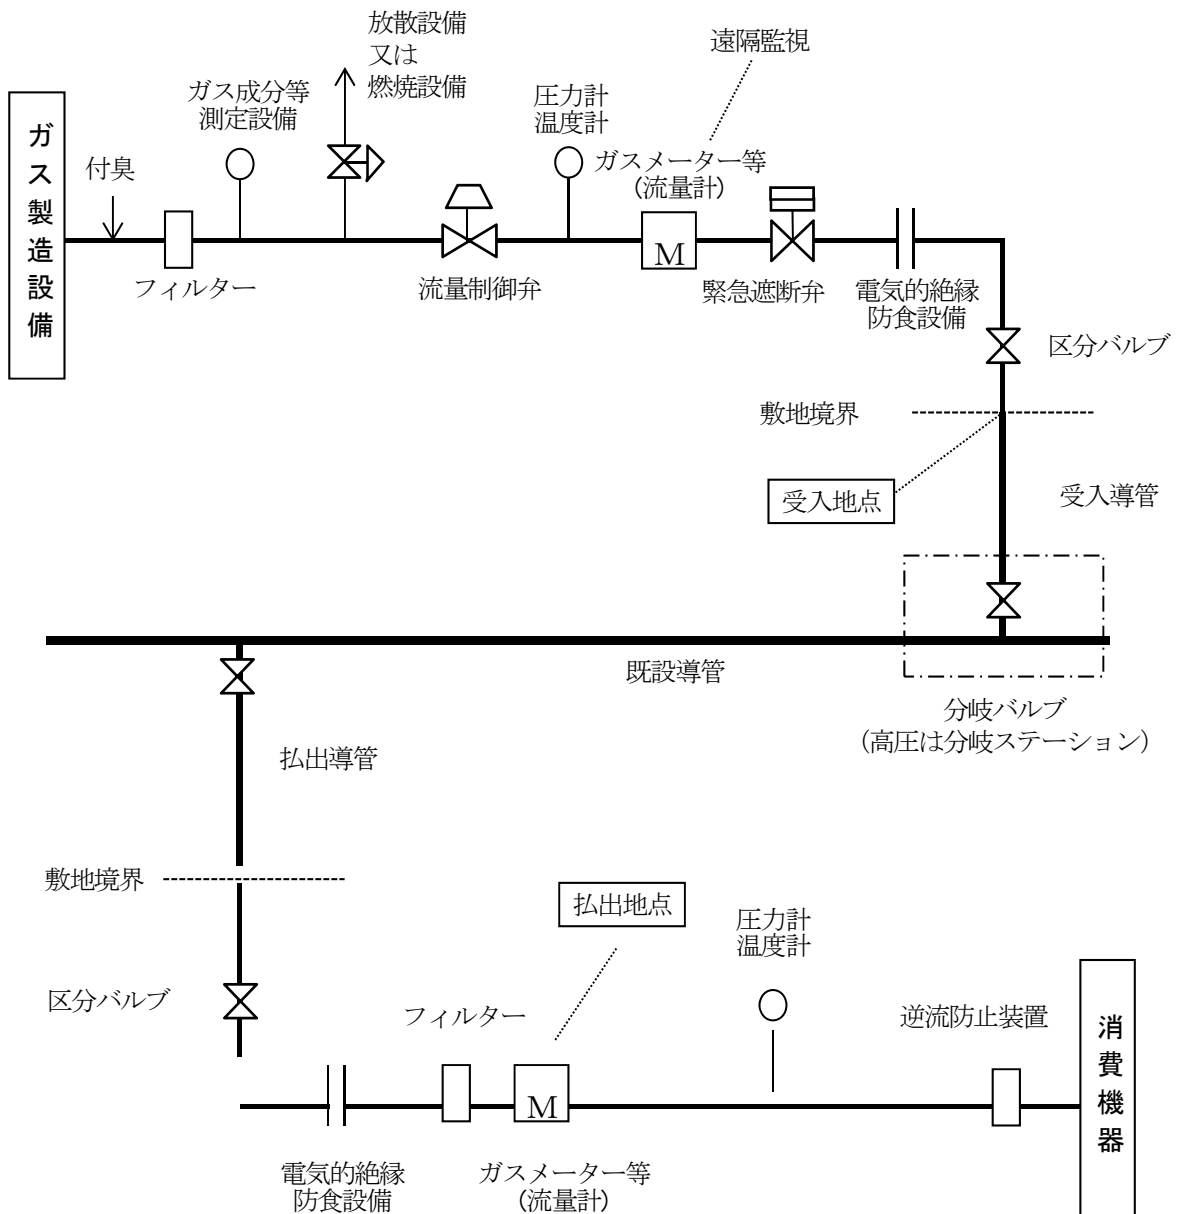 放散設備
又は
燃焼設備
遠隔監視
ガス成分等
測定設備
圧力計
温度計
ガスメーター等
(流量計)
ガス製造設備
付臭
M
フィルター
流量制御弁
緊急遮断弁
電気的絶縁
防食設備
区分バルブ
敷地境界
受入地点
受入導管
既設導管
分岐バルブ
(高圧は分岐ステーション)
払出導管
敷地境界
払出地点
圧力計
温度計
区分バルブ
フィルター
逆流防止装置
消費機器
M
電気的絶縁
防食設備
ガスメーター等
(流量計)